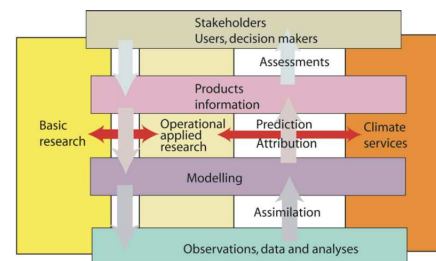 Stakeholders
Users, decision makers
Assessments
Products
information
Basic
research
Operational
applied
research
Prediction
Attribution
Climate
services
Modelling
Assimilation
Observations, data and analyses